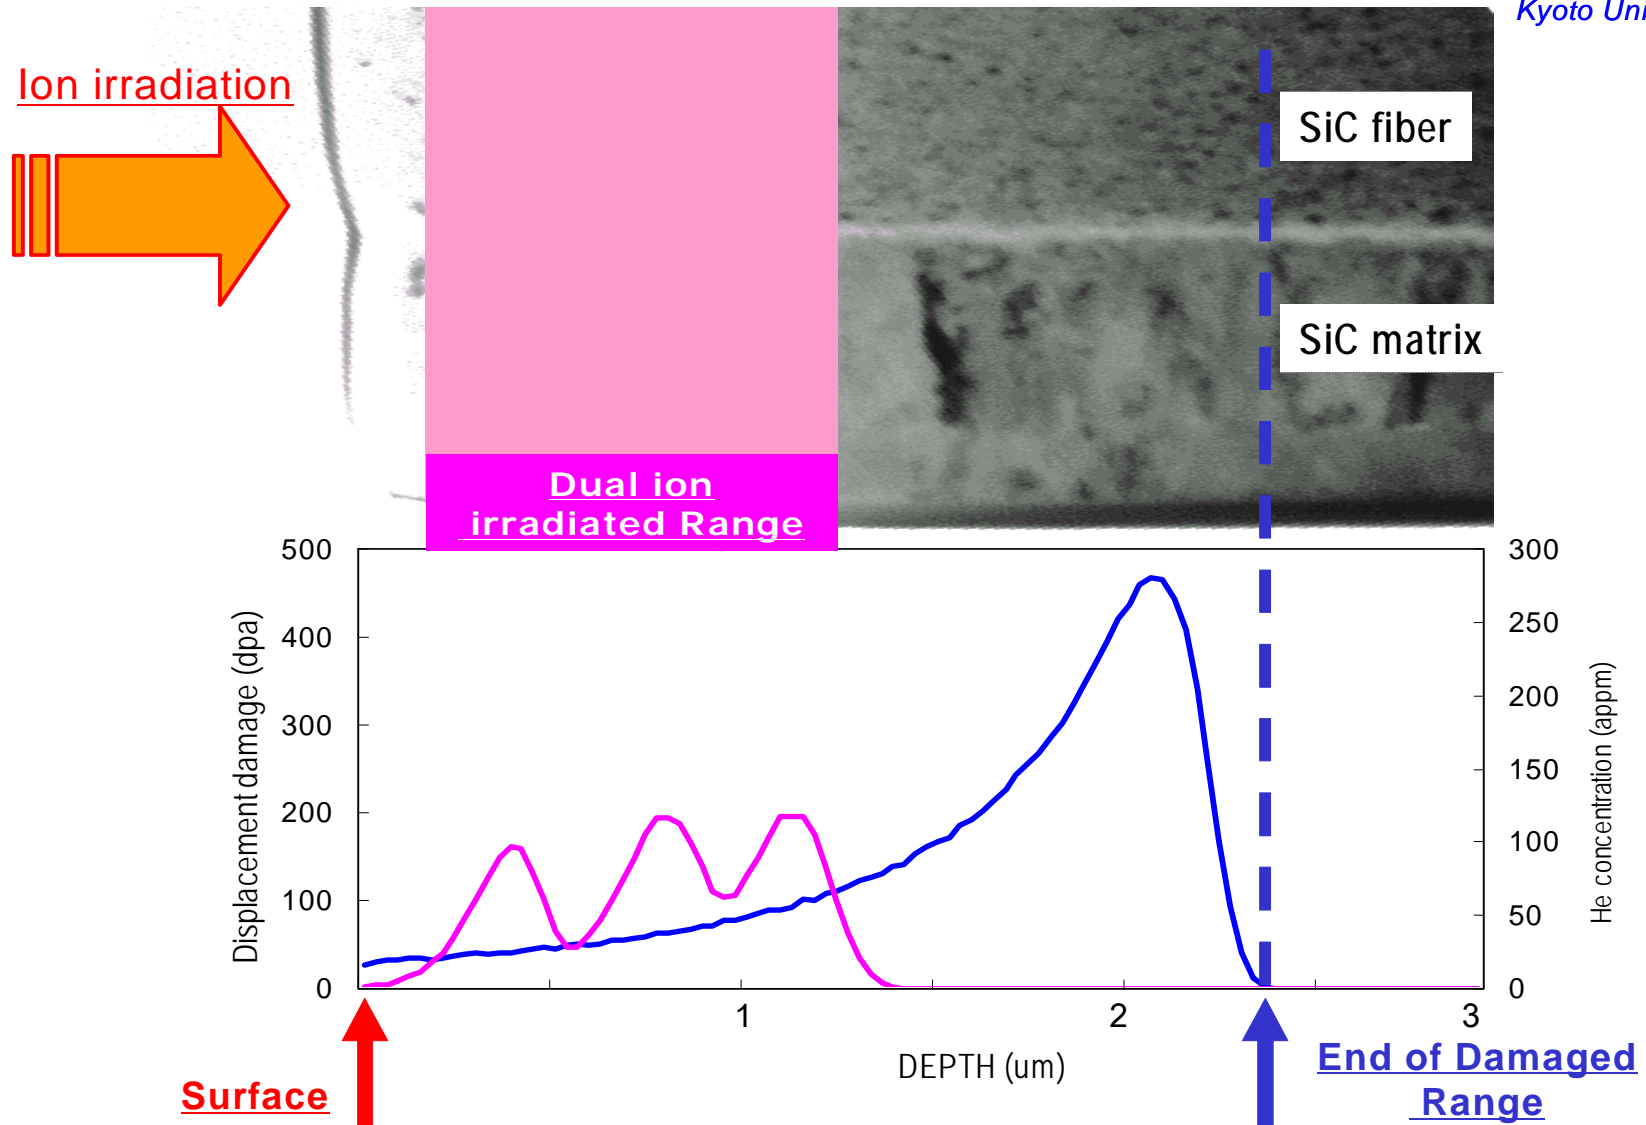 Kyoto Uni
Ion irradiation
SiC fiber
SiC matrix
Dual ion
irradiated Range
500
400
300
200
100
0
Displacement damage (dpa)
300
250
200
150
100
50
0
He concentration (appm)
1
2
3
DEPTH (um)
Surface
End of Damaged
Range